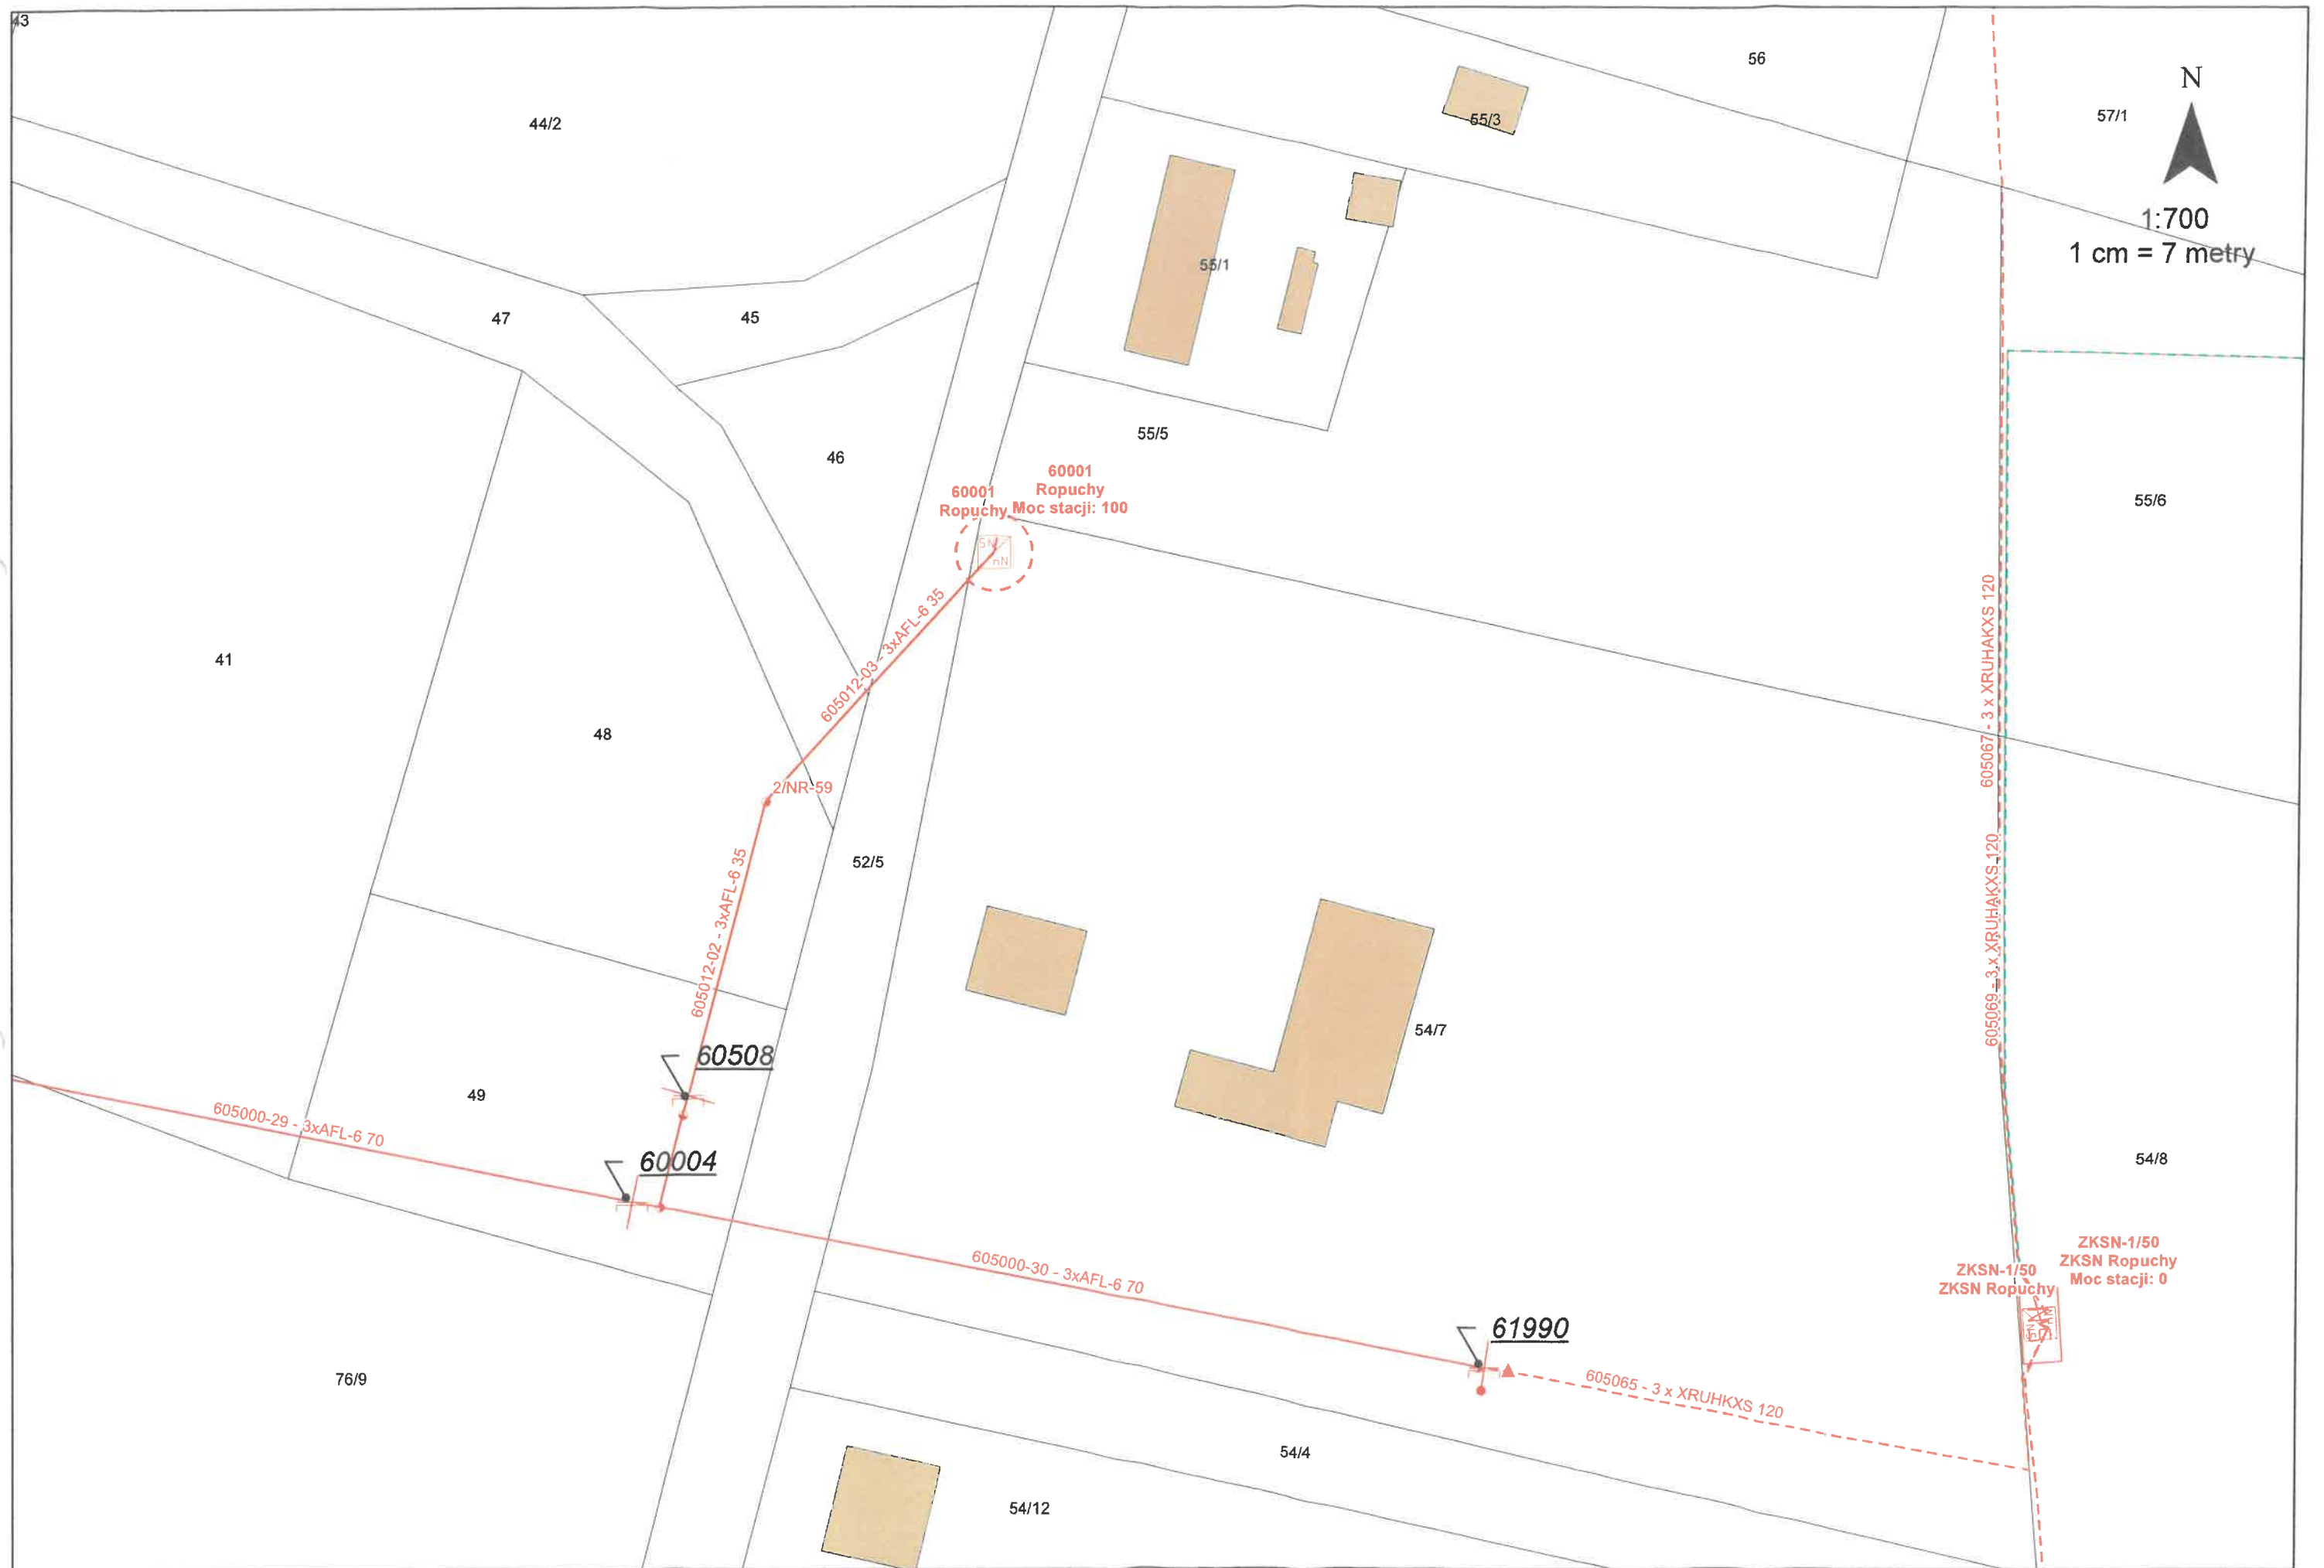 43
56
N
57/1
44/2
55/3
1:700
1 cm = 7 metry
55/1
47
45
55/5
46
60001
Ropuchy
60001
Ropuchy
Moc stacji: 100
55/6
SN
nN
605012-03 - 3xAFL-6 35
605067 - 3 x XRUHAKXS 120
41
48
2/NR-59
52/5
605012-02 - 3xAFL-6 35
605069 - 3 x XRUHAKXS 120
54/7
60508
49
605000-29 - 3xAFL-6 70
60004
54/8
605000-30 - 3xAFL-6 70
ZKSN-1/50
ZKSN Ropuchy
ZKSN-1/50
ZKSN Ropuchy
Moc stacji: 0
61990
605065 - 3 x XRUHKXS 120
76/9
54/4
54/12